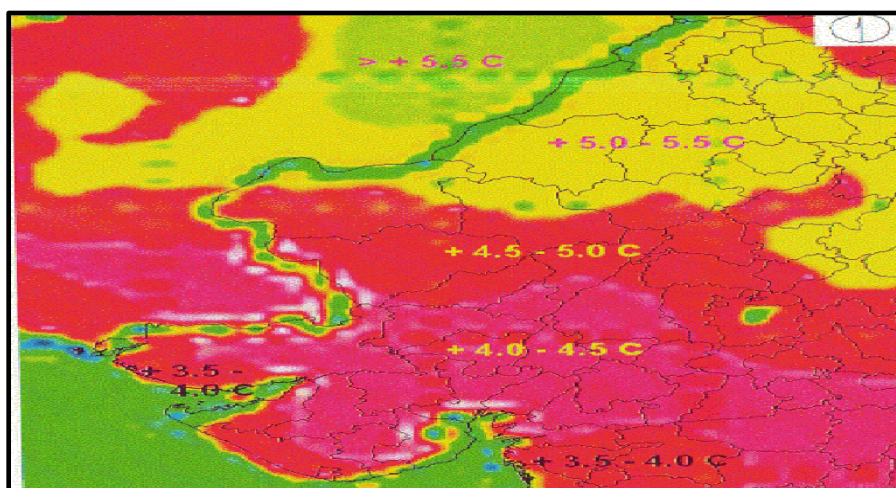 > + 5.5 C
+ 5.0 - 5.5 C
+ 4.5 - 5.0 C
+ 4.0 - 4.5 C
+ 3.5 -
4.0 C
+ 3.5 - 4.0 C